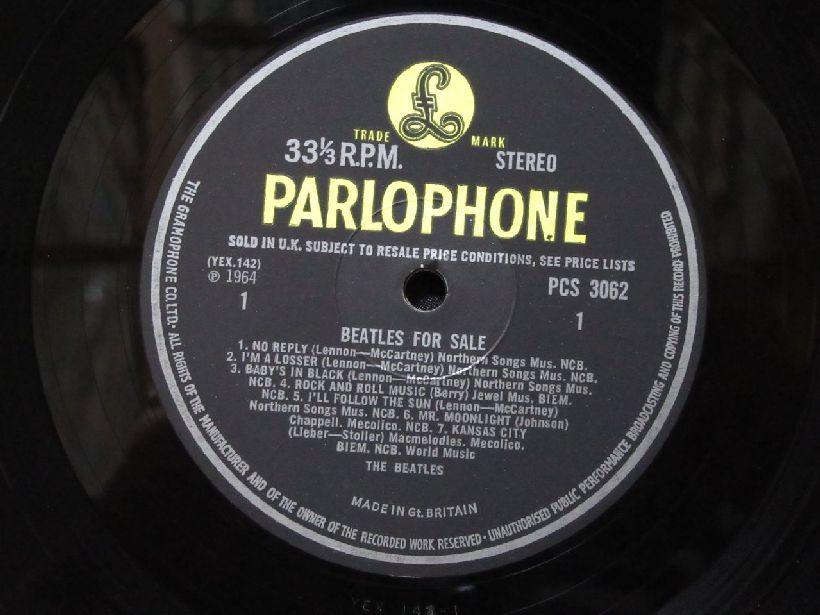 TRADE MARK
33⅓ R.P.M. STEREO
PARLOPHONE
SOLD IN U.K. SUBJECT TO RESALE PRICE CONDITIONS, SEE PRICE LISTS
(YEX.142) PCS 3062
℗ 1964
1 1
BEATLES FOR SALE
1. NO REPLY (Lennon—McCartney) Northern Songs Mus. NCB.
2. I'M A LOSSER (Lennon—McCartney) Northern Songs Mus. NCB.
3. BABY'S IN BLACK (Lennon—McCartney) Northern Songs Mus.
NCB. 4. ROCK AND ROLL MUSIC (Berry) Jewel Mus. BIEM.
NCB. 5. I'LL FOLLOW THE SUN (Lennon—McCartney)
Northern Songs Mus. NCB. 6. MR. MOONLIGHT (Johnson)
Chappell. Mecolico. NCB. 7. KANSAS CITY
(Lieber—Stoller) Macmelodies. Mecolico.
BIEM. NCB. World Music
THE BEATLES
MADE IN Gt. BRITAIN
THE GRAMOPHONE CO. LTD. ALL RIGHTS OF THE MANUFACTURER AND OF THE OWNER OF THE RECORDED WORK RESERVED · UNAUTHORISED PUBLIC PERFORMANCE BROADCASTING AND COPYING OF THIS RECORD PROHIBITED